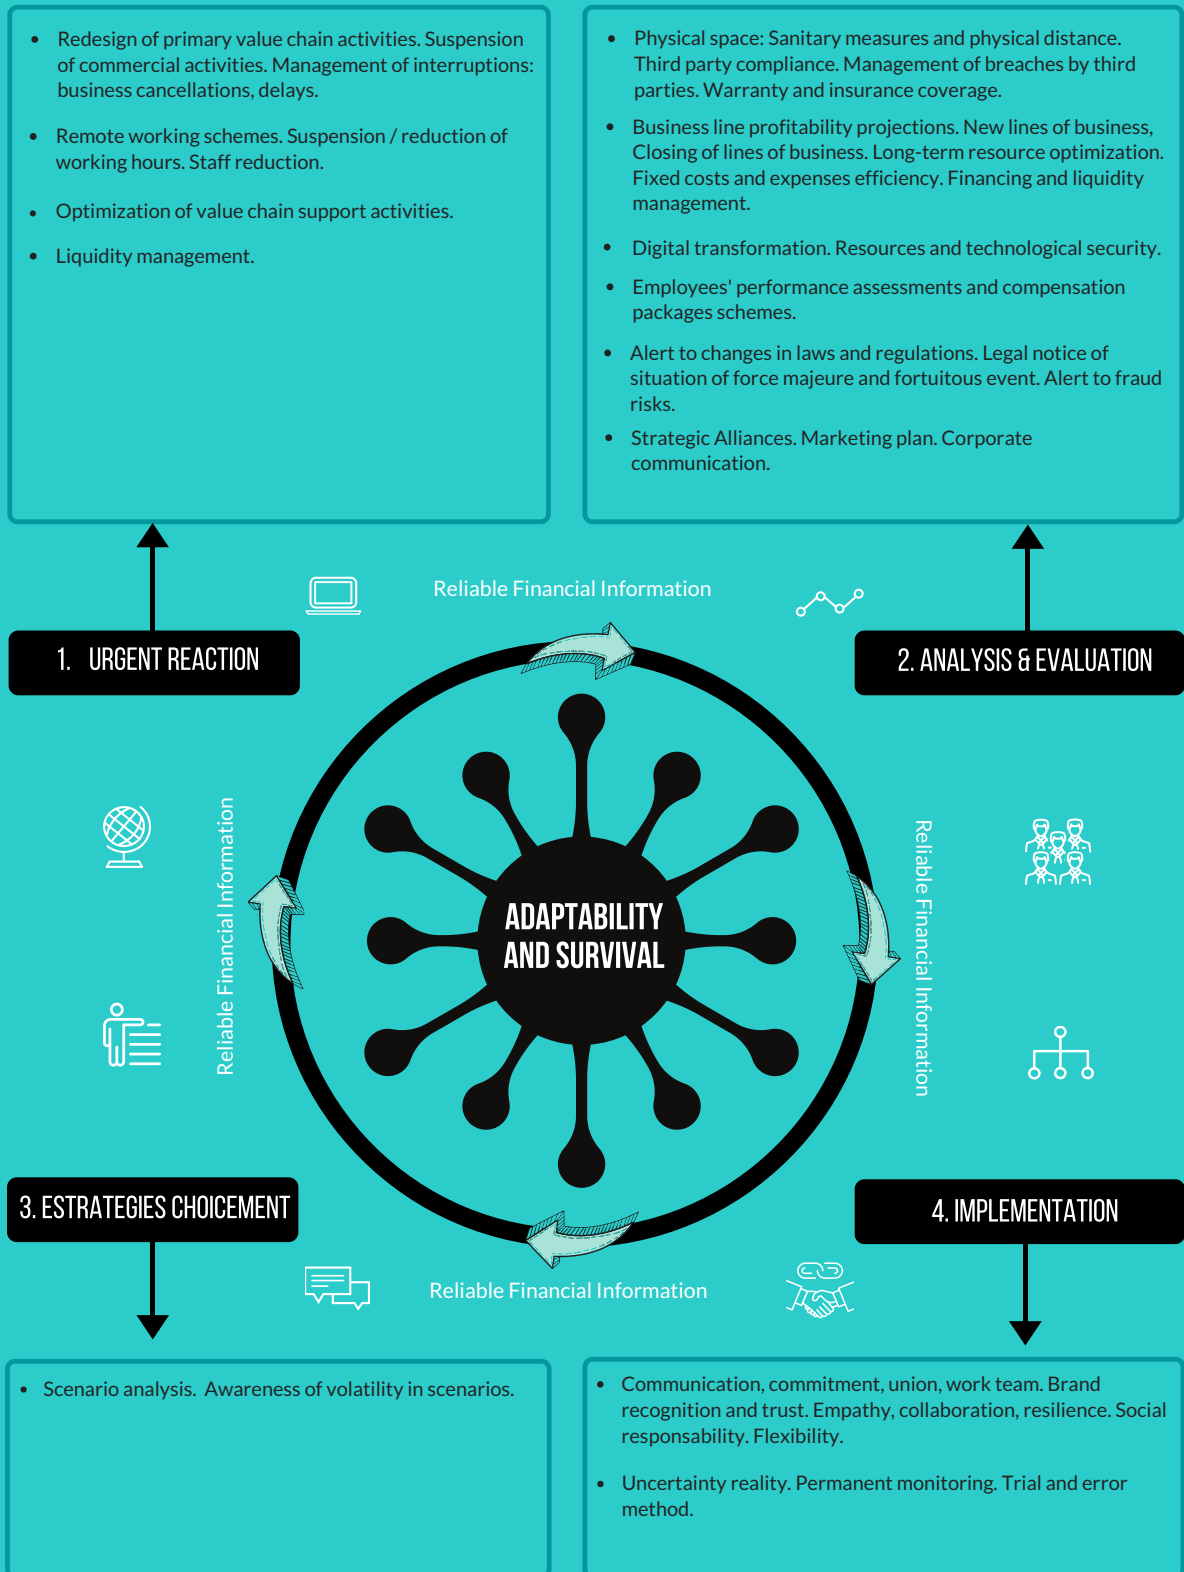 • Redesign of primary value chain activities. Suspension
of commercial activities. Management of interruptions:
business cancellations, delays.
• Remote working schemes. Suspension / reduction of
working hours. Staff reduction.
• Optimization of value chain support activities.
• Liquidity management.
• Physical space: Sanitary measures and physical distance.
Third party compliance. Management of breaches by third
parties. Warranty and insurance coverage.
• Business line profitability projections. New lines of business,
Closing of lines of business. Long-term resource optimization.
Fixed costs and expenses efficiency. Financing and liquidity
management.
• Digital transformation. Resources and technological security.
• Employees' performance assessments and compensation
packages schemes.
• Alert to changes in laws and regulations. Legal notice of
situation of force majeure and fortuitous event. Alert to fraud
risks.
• Strategic Alliances. Marketing plan. Corporate
communication.
Reliable Financial Information
1. URGENT REACTION
2. ANALYSIS & EVALUATION
Reliable Financial Information
ADAPTABILITY
AND SURVIVAL
Reliable Financial Information
3. ESTRATEGIES CHOICEMENT
4. IMPLEMENTATION
Reliable Financial Information
• Scenario analysis. Awareness of volatility in scenarios.
• Communication, commitment, union, work team. Brand
recognition and trust. Empathy, collaboration, resilience. Social
responsability. Flexibility.
• Uncertainty reality. Permanent monitoring. Trial and error
method.